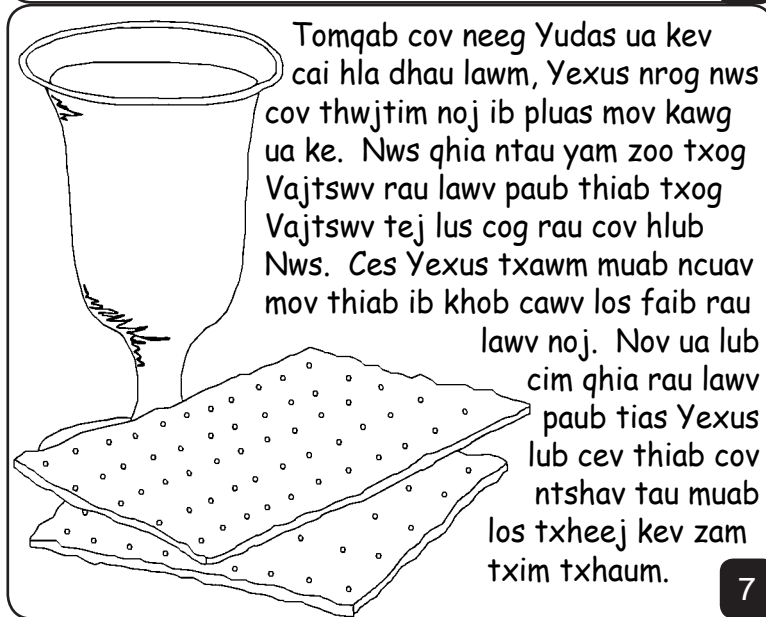 Tomqab cov neeg Yudas ua kev
cai hla dhau lawm, Yexus nrog nws
cov thwjtim noj ib pluas mov kawg
ua ke.  Nws qhia ntau yam zoo txog
Vajtswv rau lawv paub thiab txog
Vajtswv tej lus cog rau cov hlub
Nws.  Ces Yexus txawm muab ncuav
mov thiab ib khob cawv los faib rau
lawv noj.  Nov ua lub
cim qhia rau lawv
paub tias Yexus
lub cev thiab cov
ntshav tau muab
los txheej kev zam
txim txhaum.
7